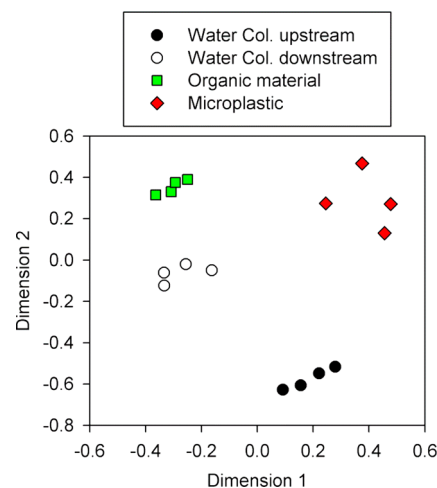 Water Col. upstream
Water Col. downstream
Organic material
Microplastic
0.6
0.4
0.2
0.0
-0.2
-0.4
-0.6
-0.8
Dimension 2
-0.6 -0.4 -0.2 0.0 0.2 0.4 0.6
Dimension 1